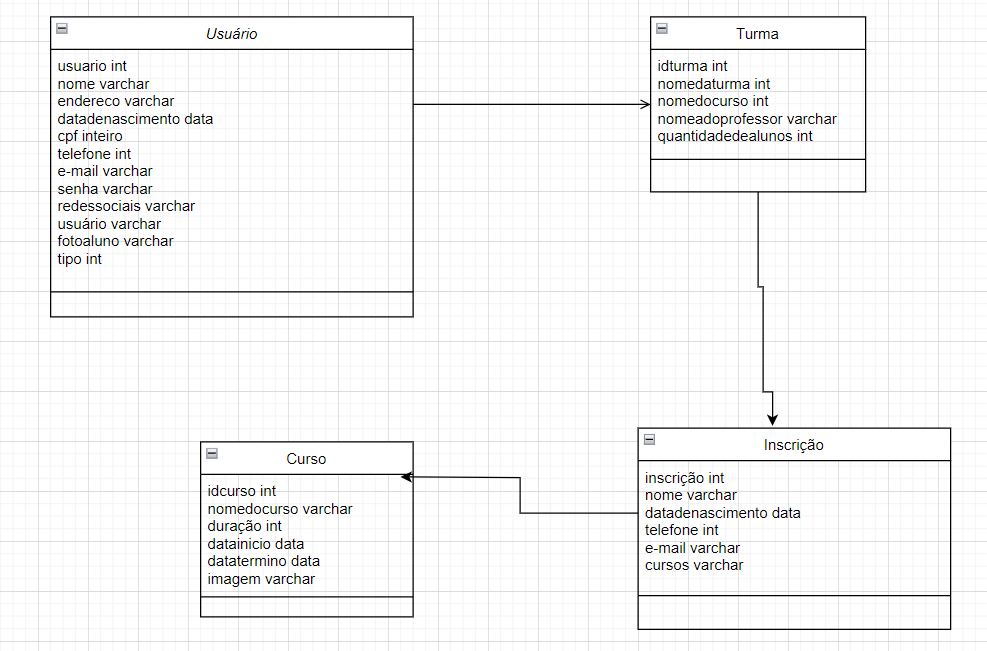 Usuário
usuario int
nome varchar
endereco varchar
datadenascimento data
cpf inteiro
telefone int
e-mail varchar
senha varchar
redessociais varchar
usuário varchar
fotoaluno varchar
tipo int
Turma
idturma int
nomedaturma int
nomedocurso int
nomeadoprofessor varchar
quantidadedealunos int
Curso
idcurso int
nomedocurso varchar
duração int
datainicio data
datatermino data
imagem varchar
Inscrição
inscrição int
nome varchar
datadenascimento data
telefone int
e-mail varchar
cursos varchar